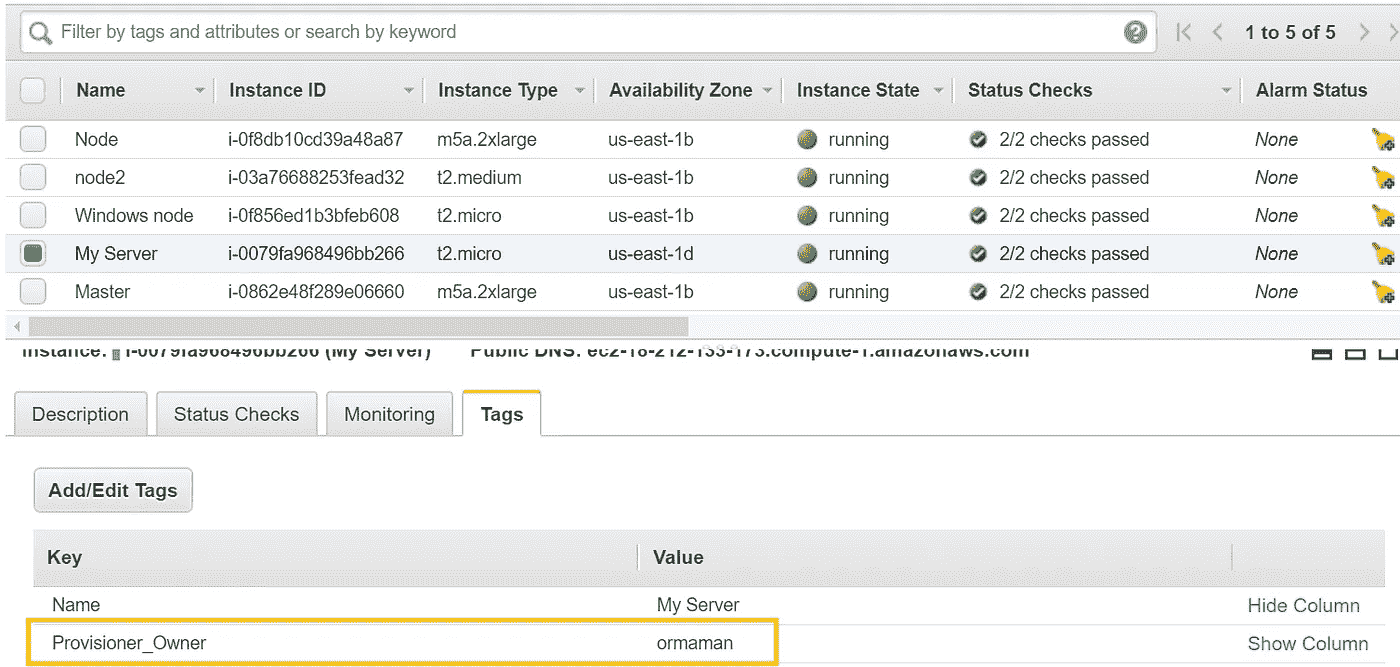 Filter by tags and attributes or search by keyword 1 to 5 of 5
Name Instance ID Instance Type Availability Zone Instance State Status Checks Alarm Status
Node i-0f8db10cd39a48a87 m5a.2xlarge us-east-1b running 2/2 checks passed None
node2 i-03a76688253fead32 t2.medium us-east-1b running 2/2 checks passed None
Windows node i-0f856ed1b3bfeb608 t2.micro us-east-1b running 2/2 checks passed None
My Server i-0079fa968496bb266 t2.micro us-east-1d running 2/2 checks passed None
Master i-0862e48f289e06660 m5a.2xlarge us-east-1b running 2/2 checks passed None
Instance: i-0079fa968496bb266 (My Server) Public DNS: ec2-18-212-133-173.compute-1.amazonaws.com
Description Status Checks Monitoring Tags
Add/Edit Tags
Key Value
Name My Server Hide Column
Provisioner_Owner ormaman Show Column